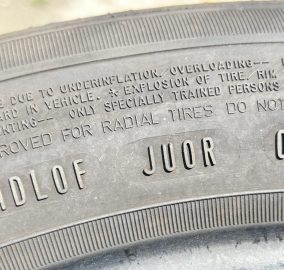 DUE TO UNDERINFLATION. OVERLOADING--
IN VEHICLE. * EXPLOSION OF TIRE. RIM
-- ONLY SPECIALLY TRAINED PERSONS
FOR RADIAL TIRES DO NOT
DLOF JUOR